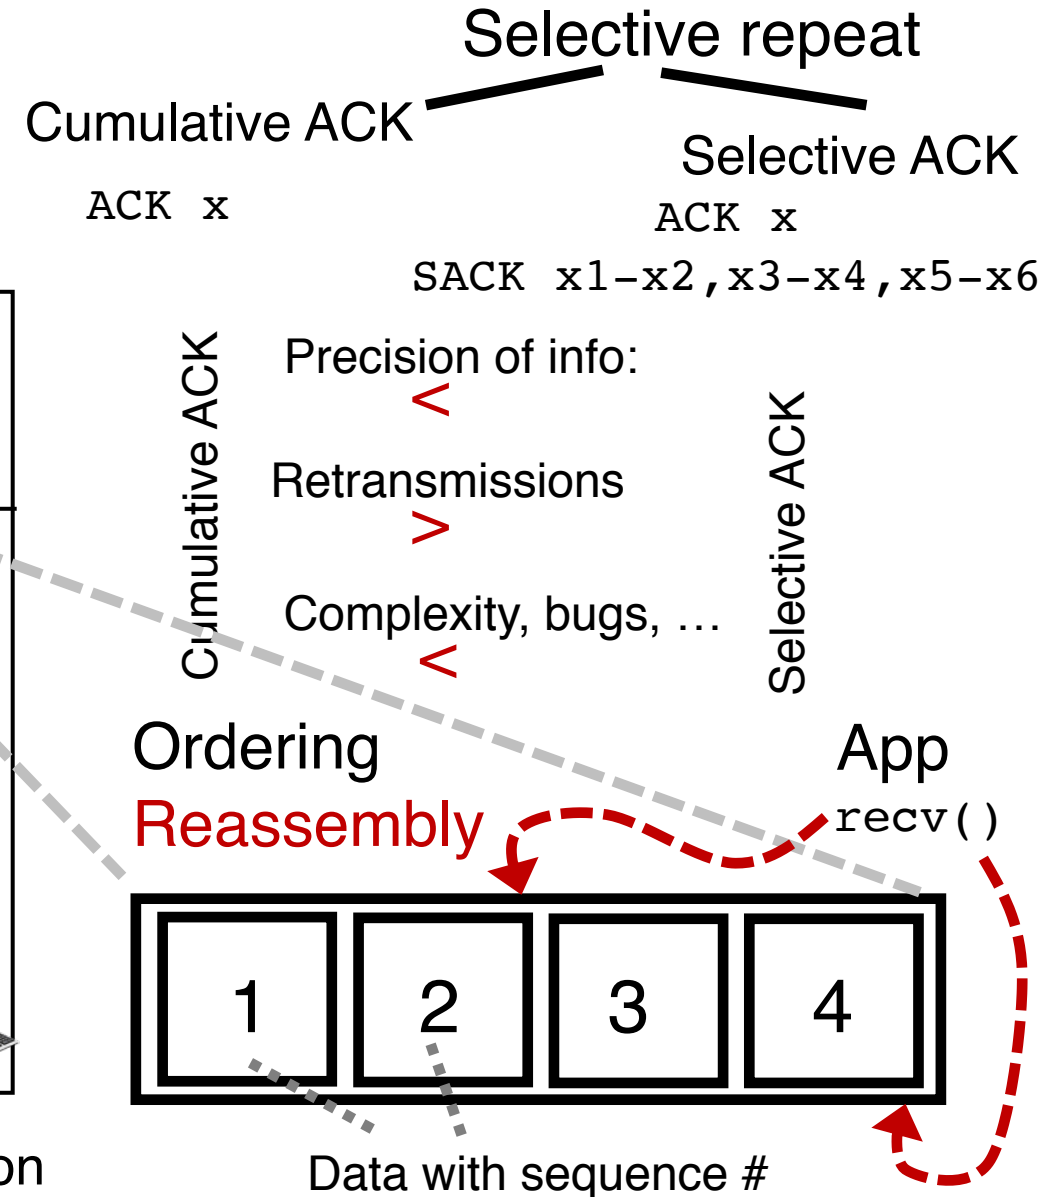 Selective repeat
Cumulative ACK
Selective ACK
ACK x
ACK x
SACK x1-x2,x3-x4,x5-x6
Cumulative ACK
Precision of info:
<
Retransmissions
>
Complexity, bugs, …
<
Selective ACK
Ordering
App
Reassembly
recv()
1
2
3
4
on
Data with sequence #